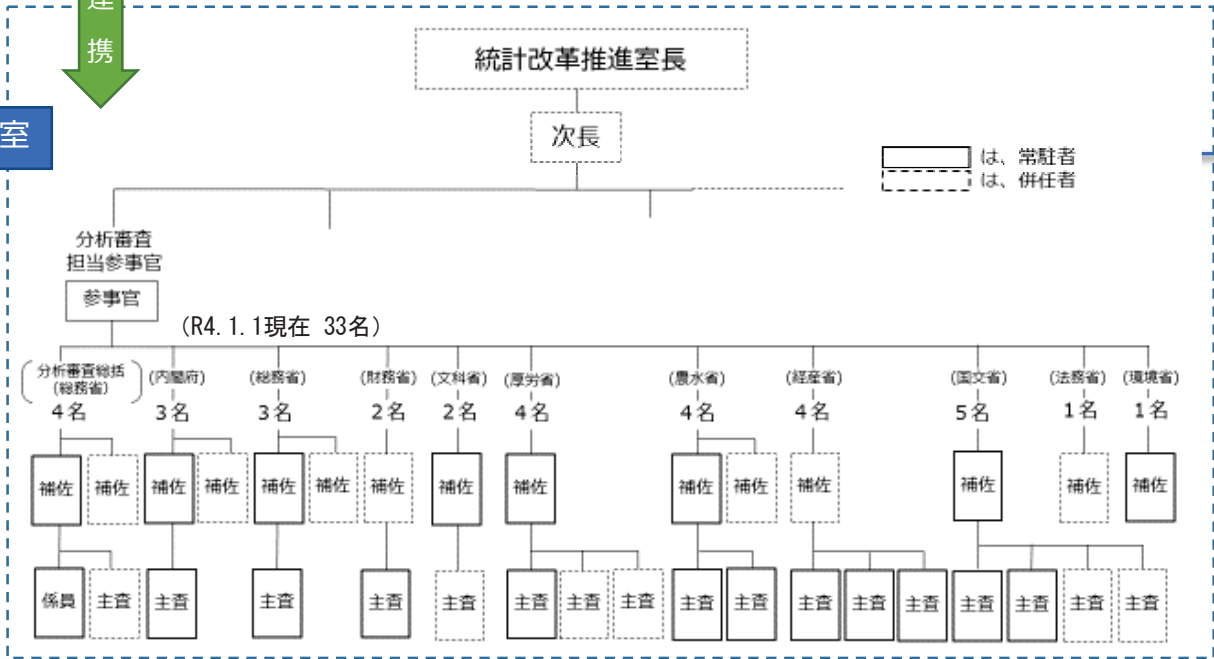 連
携
室
統計改革推進室長
次長
は、常駐者
は、併任者
分析審査
担当参事官
参事官
(R4.1.1現在 33名)
分析審査総括
(総務省)
4名
(内閣府)
3名
(総務省)
3名
(財務省)
2名
(文科省)
2名
(厚労省)
4名
(農水省)
4名
(経産省)
4名
(国交省)
5名
(法務省)
1名
(環境省)
1名
補佐 補佐 補佐 補佐 補佐 補佐 補佐 補佐 補佐 補佐 補佐 補佐 補佐 補佐 補佐
係員 主査 主査 主査 主査 主査 主査 主査 主査 主査 主査 主査 主査 主査 主査 主査 主査 主査